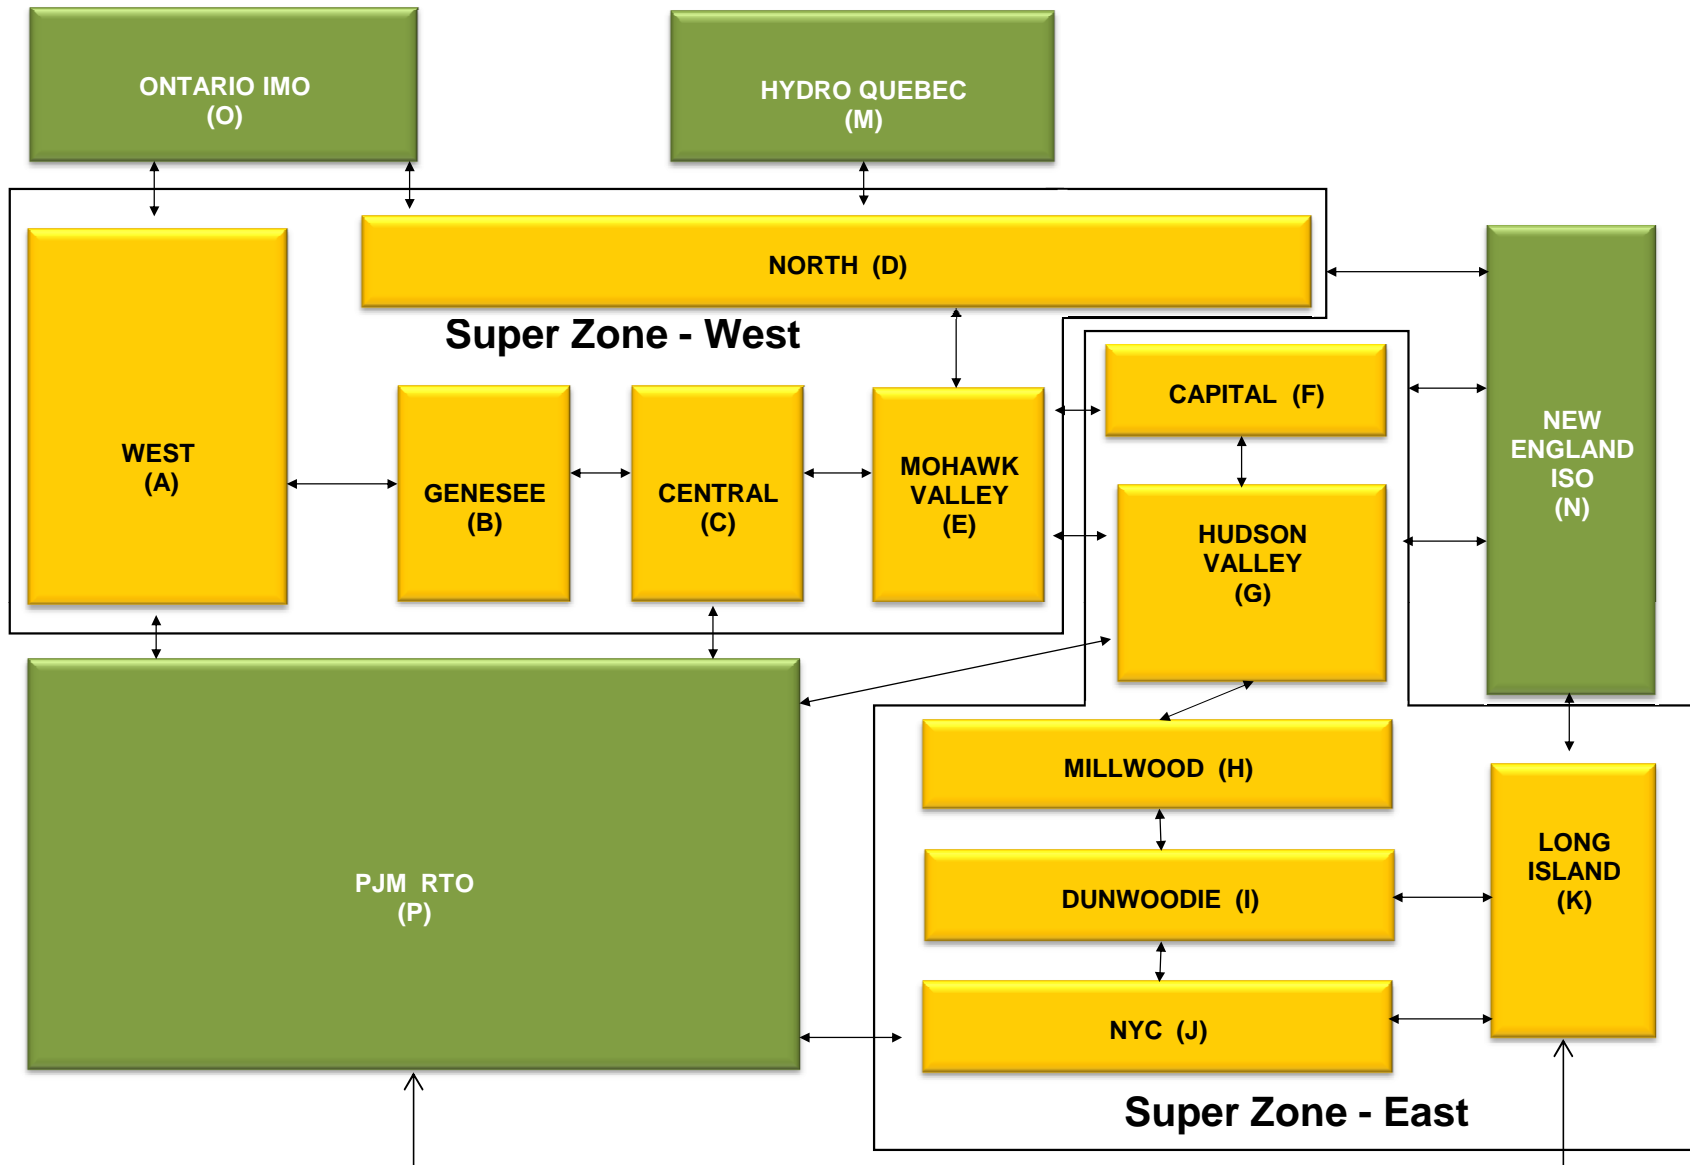 ONTARIO IMO
(O)
HYDRO QUEBEC
(M)
NORTH (D)
Super Zone - West
WEST
(A)
GENESEE
(B)
CENTRAL
(C)
MOHAWK
VALLEY
(E)
CAPITAL (F)
HUDSON
VALLEY
(G)
NEW
ENGLAND
ISO
(N)
MILLWOOD (H)
DUNWOODIE (I)
NYC (J)
LONG
ISLAND
(K)
PJM RTO
(P)
Super Zone - East